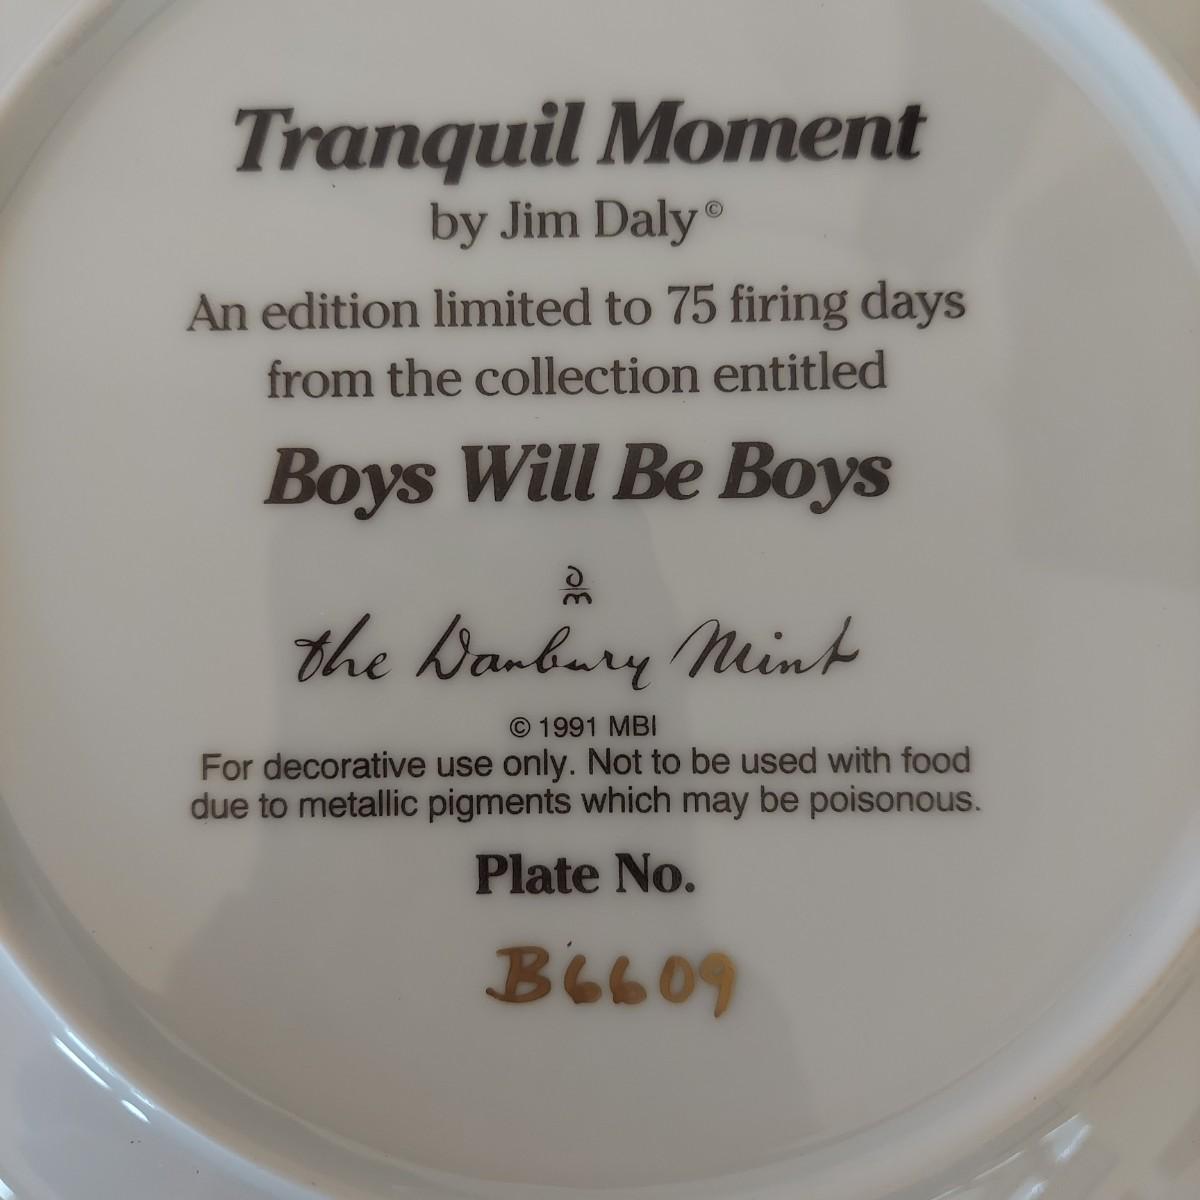 Tranquil Moment
by Jim Daly©
An edition limited to 75 firing days
from the collection entitled
Boys Will Be Boys
dm
the Danbury Mint
© 1991 MBI
For decorative use only. Not to be used with food
due to metallic pigments which may be poisonous.
Plate No.
B6609